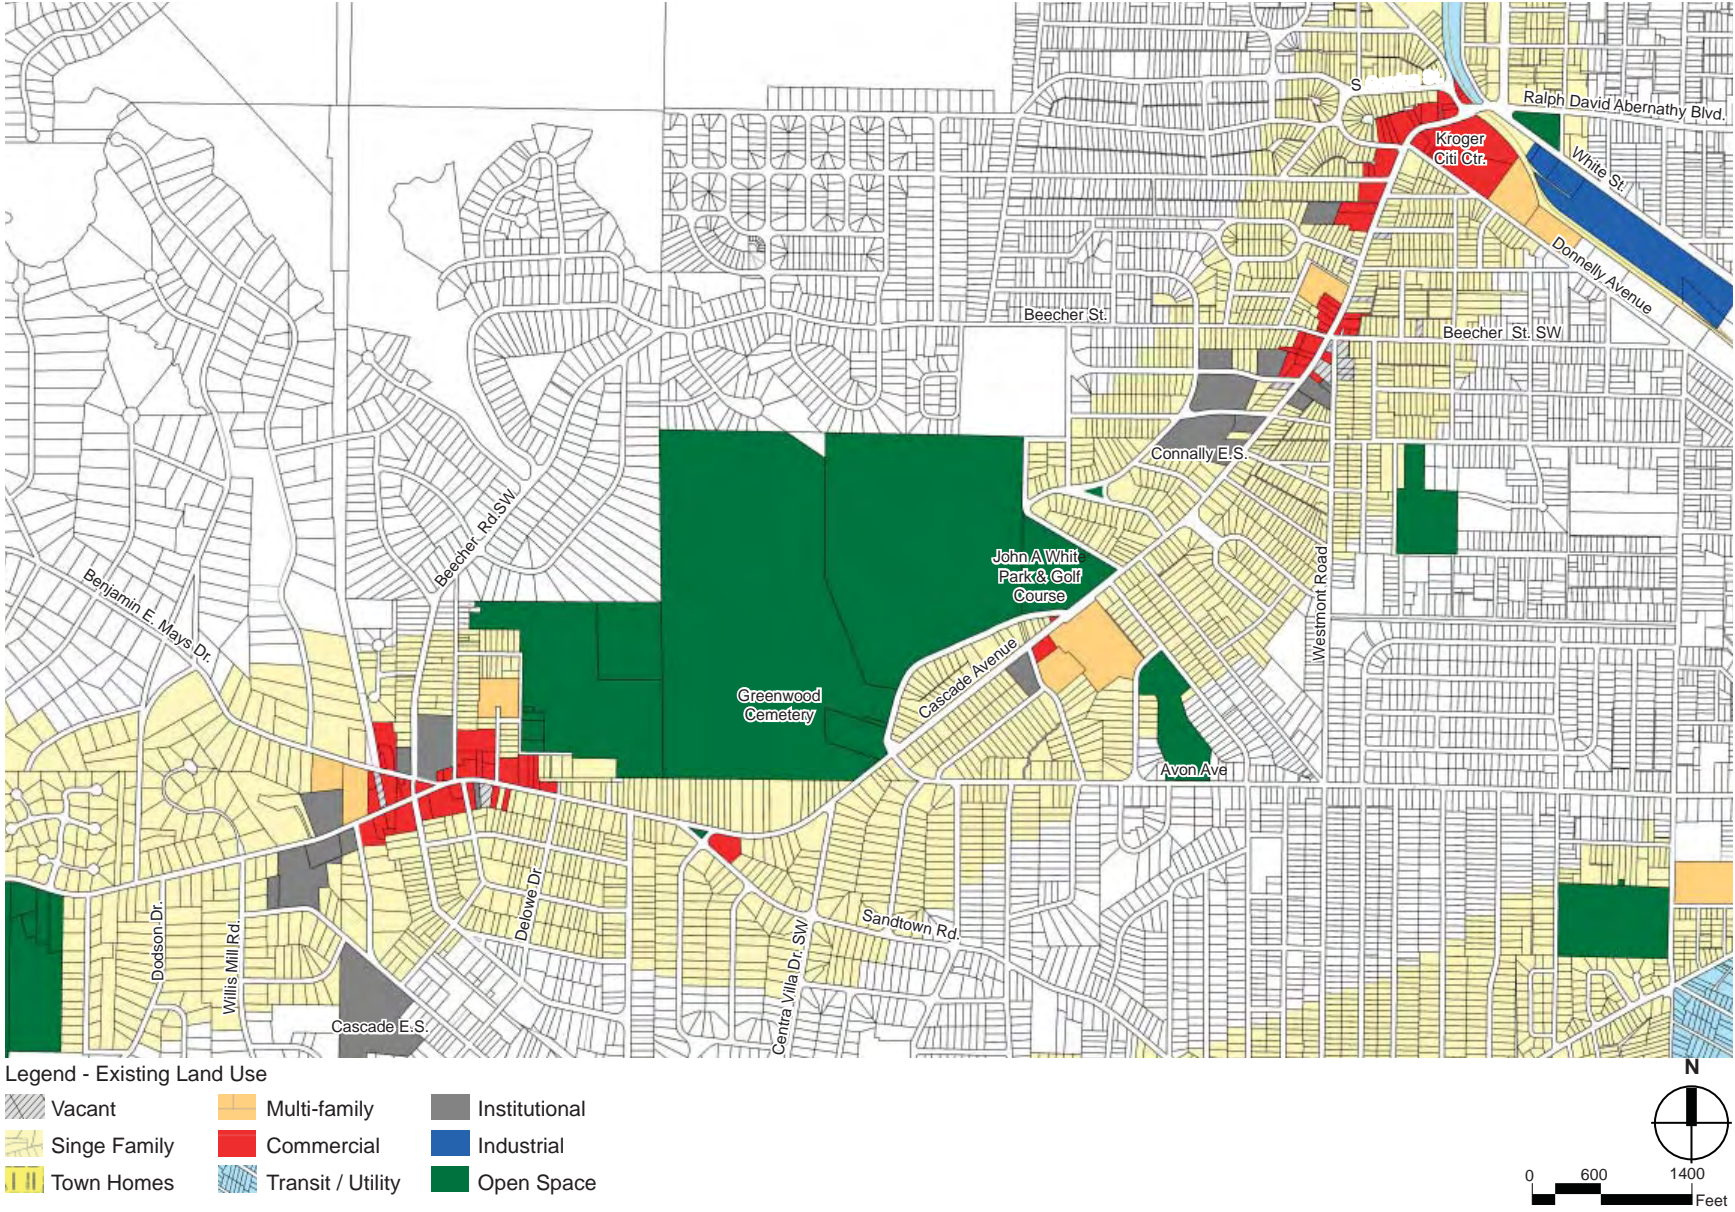 S
Ralph David Abernathy Blvd.
Kroger
Citi Ctr.
White St.
Donnelly Avenue
Beecher St.
Beecher St. SW
Connally E.S.
Beecher Rd.SW
John A White
Park & Golf
Course
Westmont Road
Benjamin E. Mays Dr.
Cascade Avenue
Greenwood
Cemetery
Avon Ave
Dodson Dr.
Willis Mill Rd.
Delowe Dr.
Centra Villa Dr. SW
Sandtown Rd.
Cascade E.S.
Legend - Existing Land Use
Vacant
Multi-family
Institutional
Singe Family
Commercial
Industrial
Town Homes
Transit / Utility
Open Space
N
0 600 1400
Feet